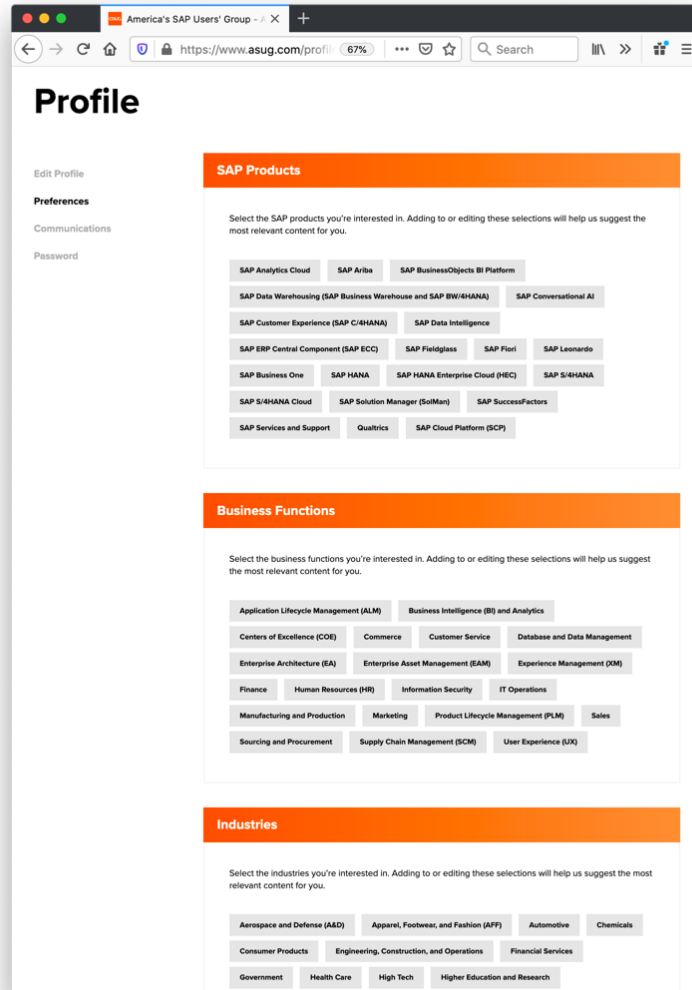 asug America's SAP Users' Group - A
https://www.asug.com/profil 67% Search
Profile
Edit Profile
Preferences
Communications
Password
SAP Products
Select the SAP products you're interested in. Adding to or editing these selections will help us suggest the
most relevant content for you.
SAP Analytics Cloud SAP Ariba SAP BusinessObjects BI Platform
SAP Data Warehousing (SAP Business Warehouse and SAP BW/4HANA) SAP Conversational AI
SAP Customer Experience (SAP C/4HANA) SAP Data Intelligence
SAP ERP Central Component (SAP ECC) SAP Fieldglass SAP Fiori SAP Leonardo
SAP Business One SAP HANA SAP HANA Enterprise Cloud (HEC) SAP S/4HANA
SAP S/4HANA Cloud SAP Solution Manager (SolMan) SAP SuccessFactors
SAP Services and Support Qualtrics SAP Cloud Platform (SCP)
Business Functions
Select the business functions you're interested in. Adding to or editing these selections will help us suggest
the most relevant content for you.
Application Lifecycle Management (ALM) Business Intelligence (BI) and Analytics
Centers of Excellence (COE) Commerce Customer Service Database and Data Management
Enterprise Architecture (EA) Enterprise Asset Management (EAM) Experience Management (XM)
Finance Human Resources (HR) Information Security IT Operations
Manufacturing and Production Marketing Product Lifecycle Management (PLM) Sales
Sourcing and Procurement Supply Chain Management (SCM) User Experience (UX)
Industries
Select the industries you're interested in. Adding to or editing these selections will help us suggest the most
relevant content for you.
Aerospace and Defense (A&D) Apparel, Footwear, and Fashion (AFF) Automotive Chemicals
Consumer Products Engineering, Construction, and Operations Financial Services
Government Health Care High Tech Higher Education and Research